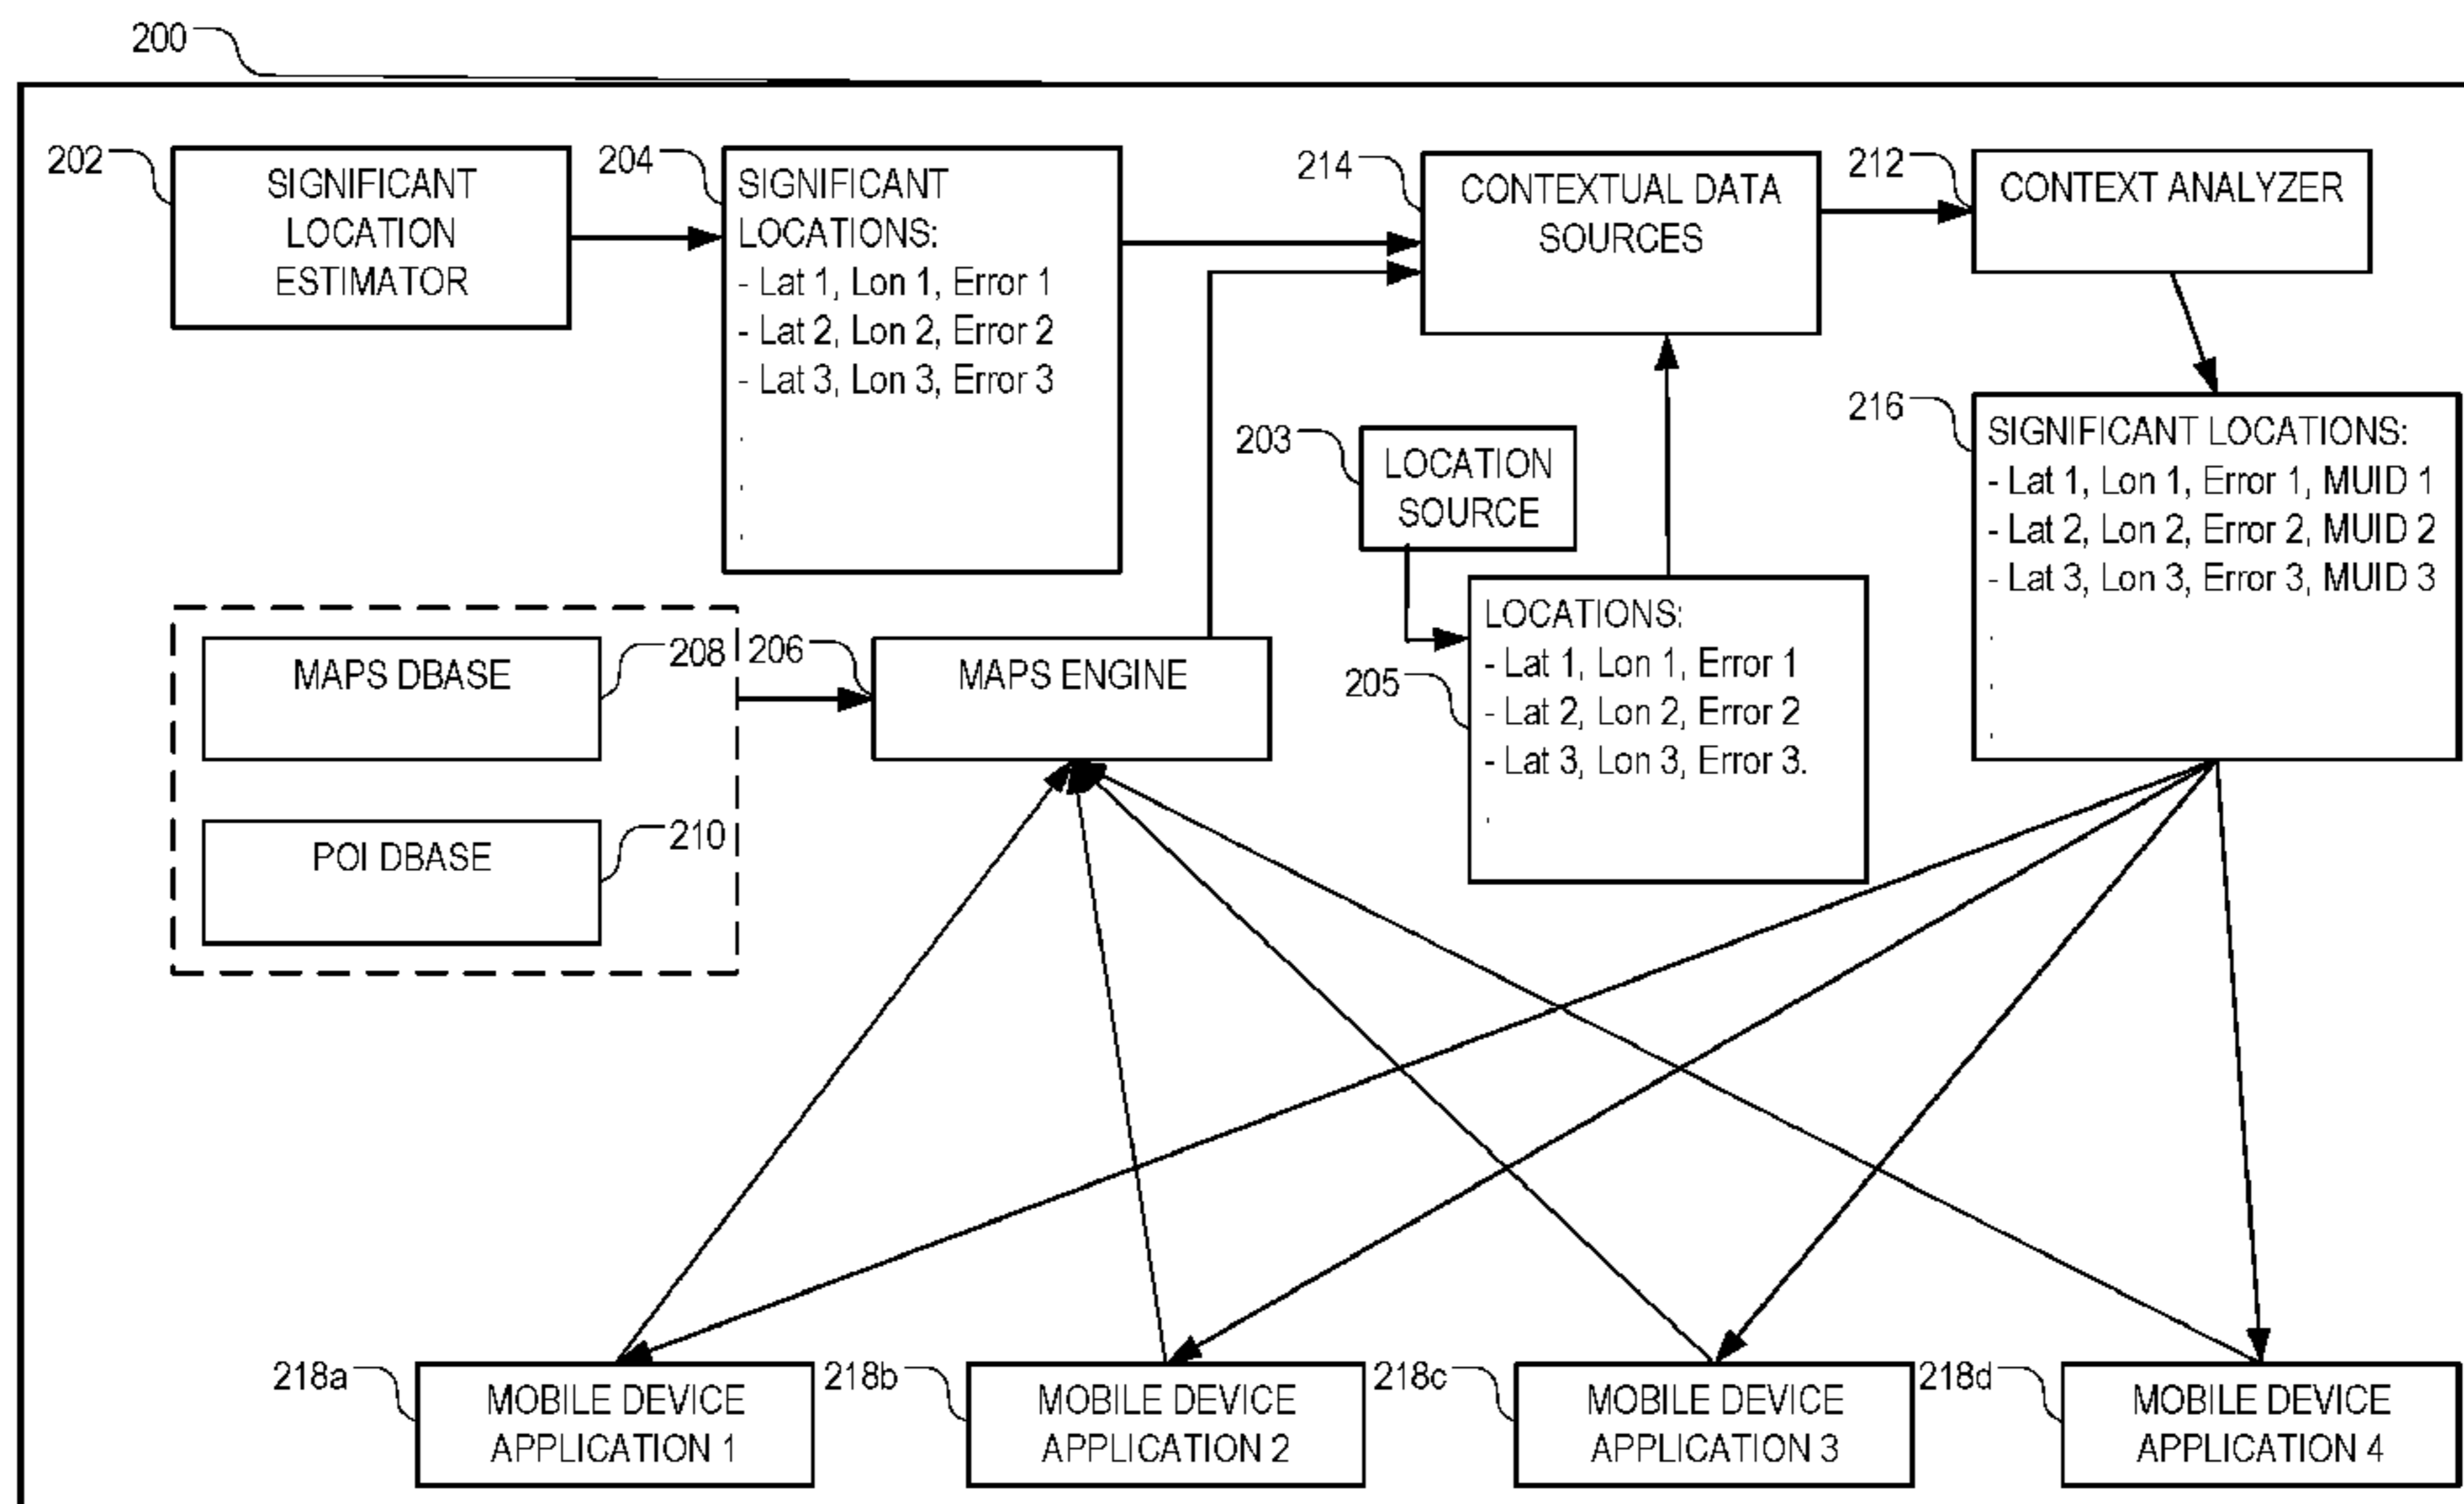 200
202
SIGNIFICANT
LOCATION
ESTIMATOR
204
SIGNIFICANT
LOCATIONS:
- Lat 1, Lon 1, Error 1
- Lat 2, Lon 2, Error 2
- Lat 3, Lon 3, Error 3
.
.
.
214
CONTEXTUAL DATA
SOURCES
212
CONTEXT ANALYZER
203
LOCATION
SOURCE
216
SIGNIFICANT LOCATIONS:
- Lat 1, Lon 1, Error 1, MUID 1
- Lat 2, Lon 2, Error 2, MUID 2
- Lat 3, Lon 3, Error 3, MUID 3
.
.
.
MAPS DBASE
208
206
MAPS ENGINE
205
LOCATIONS:
- Lat 1, Lon 1, Error 1
- Lat 2, Lon 2, Error 2
- Lat 3, Lon 3, Error 3.
.
POI DBASE
210
218a
MOBILE DEVICE
APPLICATION 1
218b
MOBILE DEVICE
APPLICATION 2
218c
MOBILE DEVICE
APPLICATION 3
218d
MOBILE DEVICE
APPLICATION 4